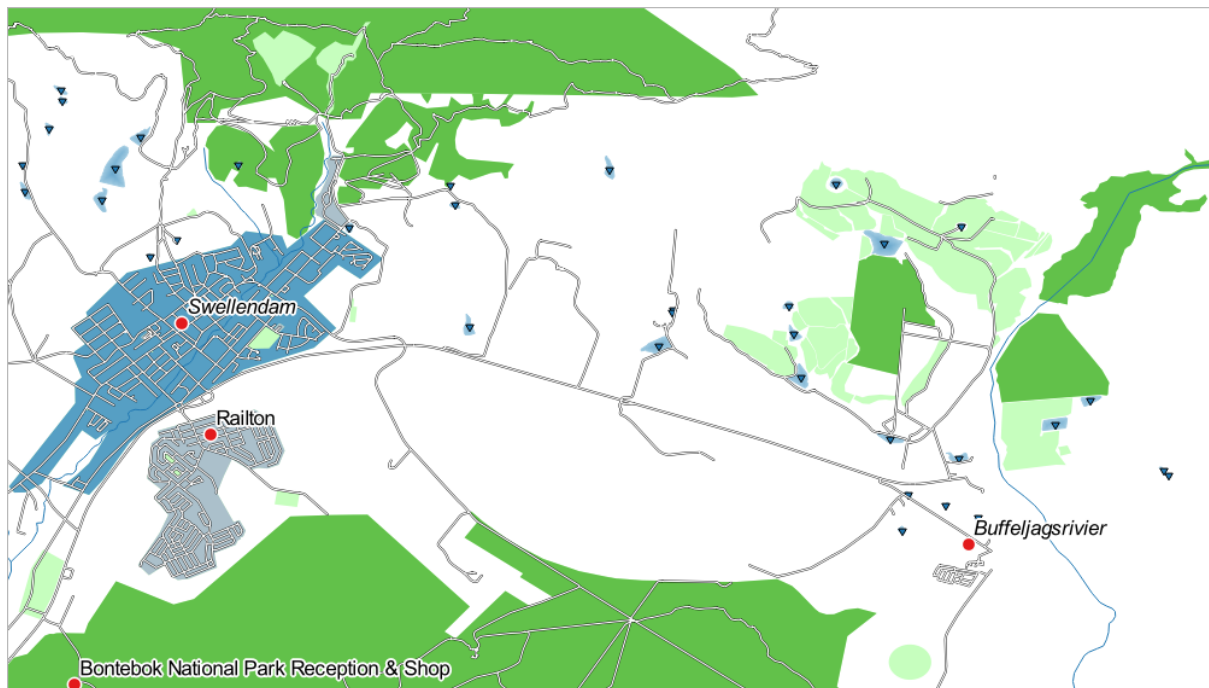 Swellendam
Railton
Buffeljagsrivier
Bontebok National Park Reception & Shop